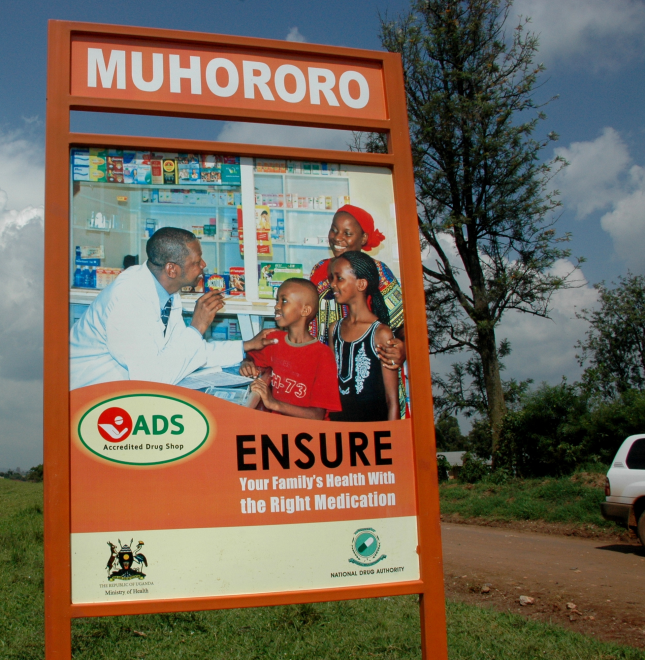 MUHORORO
H-73
ADS
Accredited Drug Shop
ENSURE
Your Family's Health With
the Right Medication
THE REPUBLIC OF UGANDA
Ministry of Health
NATIONAL DRUG AUTHORITY